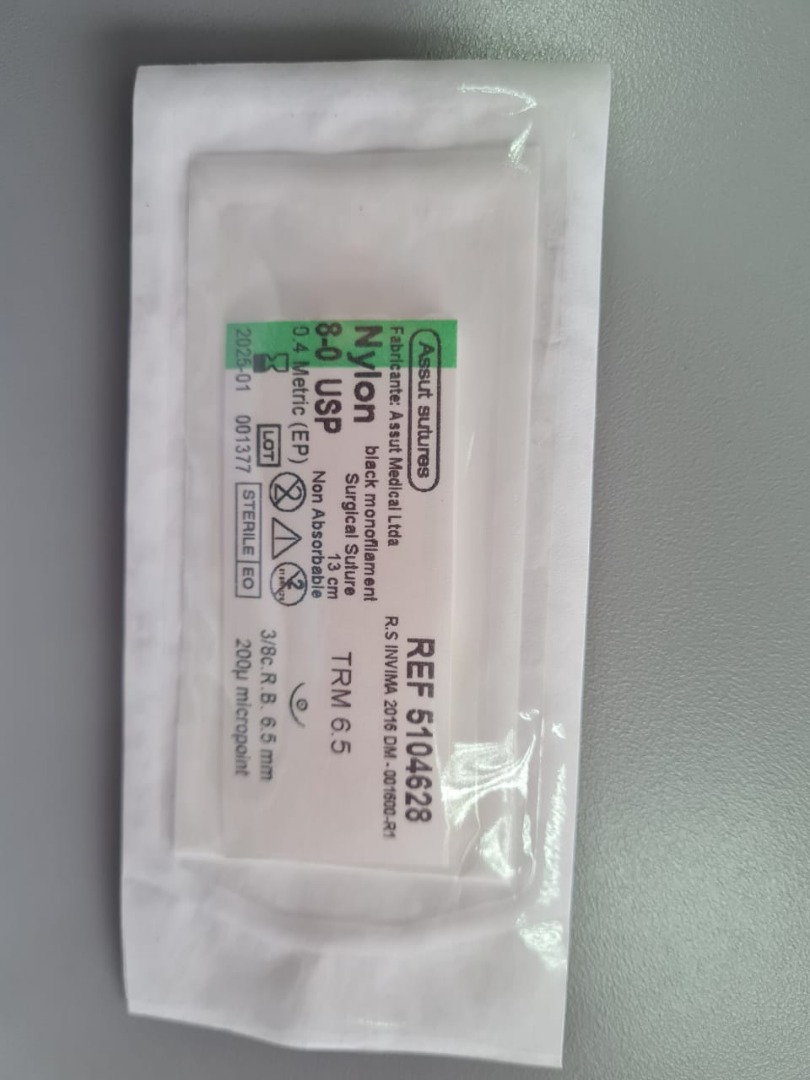 Assut sutures
Fabricante: Assut Medical Ltda
Nylon
black monofilament
8-0 USP
Surgical Suture
0.4 Metric (EP)
13 cm
Non Absorbable
LOT
2
2025-01 001377
STERILE EO
REF 5104628
R.S INVIMA 2016 DM - 001600-R1
TRM 6.5
3/8c.R.B. 6.5 mm
200µ micropoint